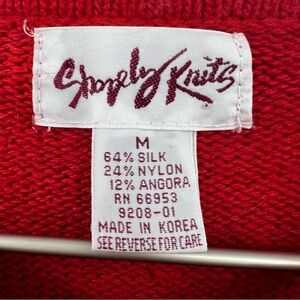 Shapely Knits
M
64% SILK
24% NYLON
12% ANGORA
RN 66953
9208-01
MADE IN KOREA
SEE REVERSE FOR CARE